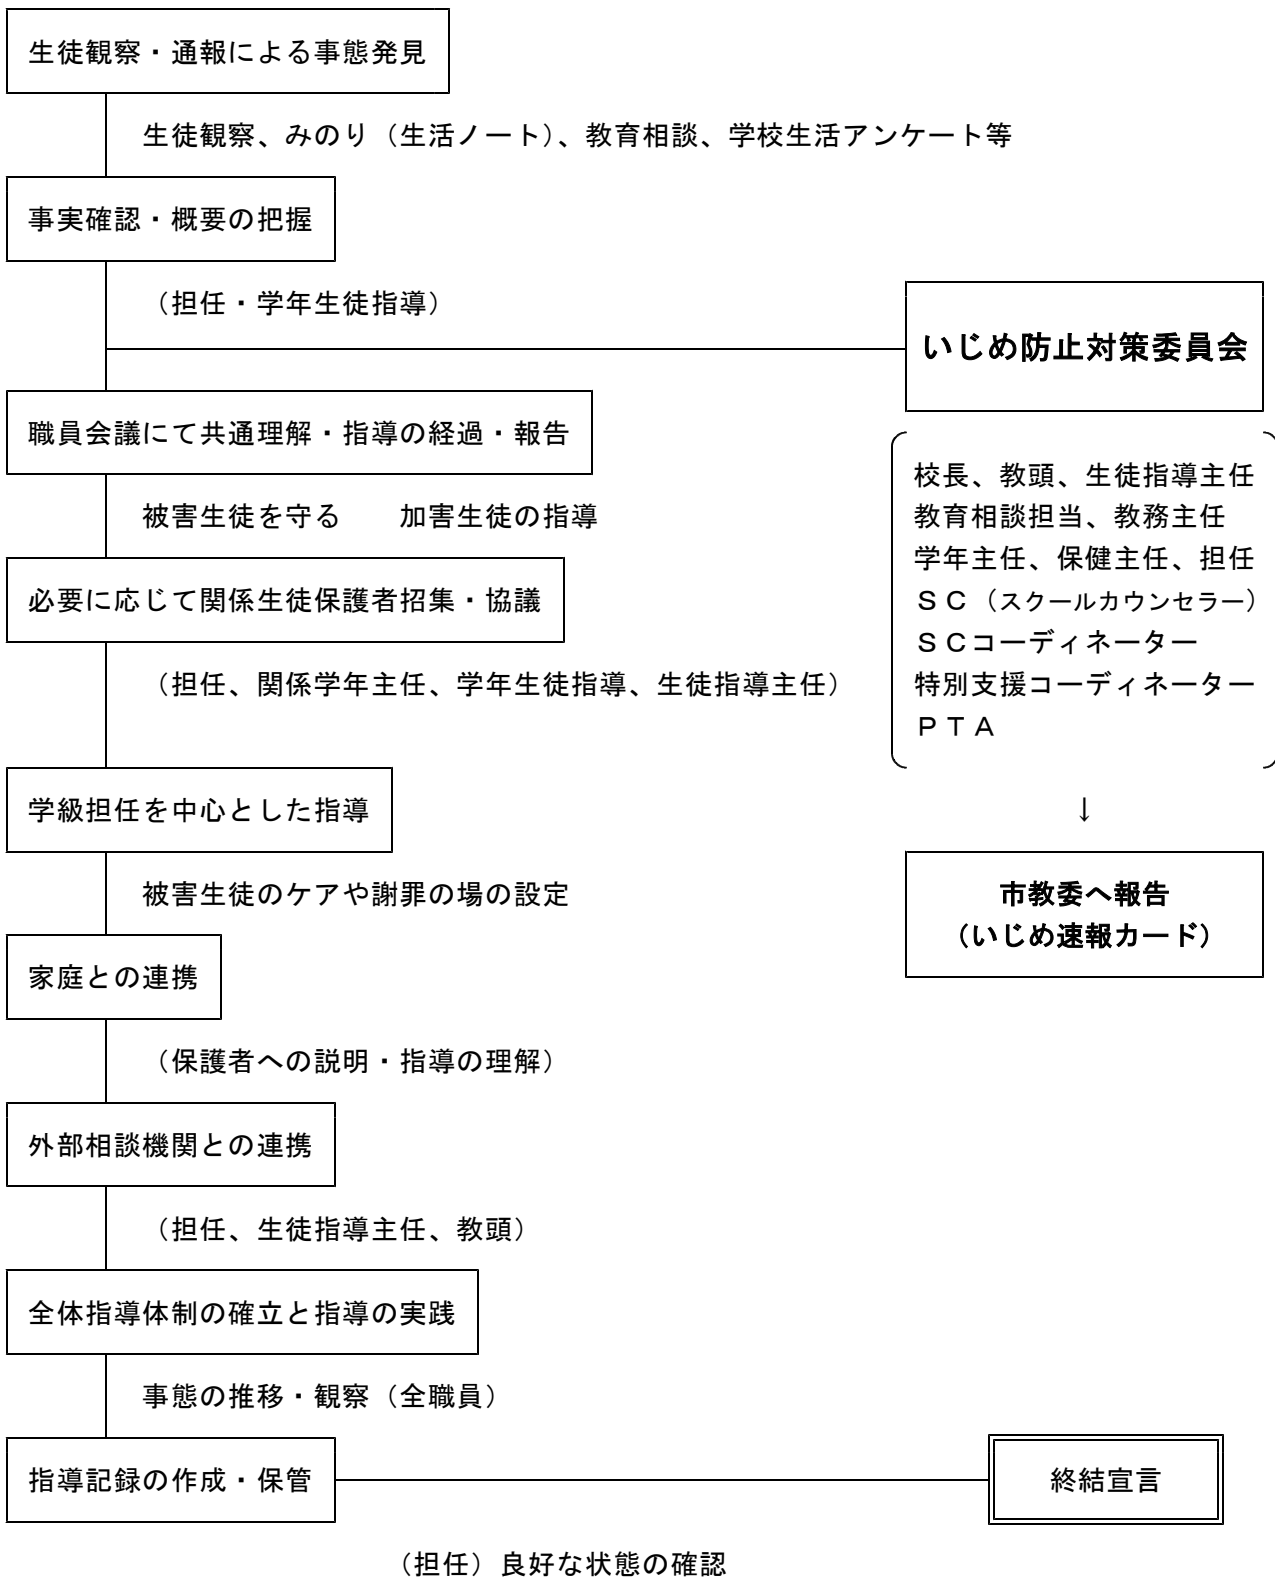 生徒観察・通報による事態発見
生徒観察、みのり（生活ノート）、教育相談、学校生活アンケート等
事実確認・概要の把握
（担任・学年生徒指導）
いじめ防止対策委員会
職員会議にて共通理解・指導の経過・報告
被害生徒を守る　　加害生徒の指導
必要に応じて関係生徒保護者招集・協議
（担任、関係学年主任、学年生徒指導、生徒指導主任）
校長、教頭、生徒指導主任
教育相談担当、教務主任
学年主任、保健主任、担任
ＳＣ（スクールカウンセラー）
ＳＣコーディネーター
特別支援コーディネーター
ＰＴＡ
↓
市教委へ報告
（いじめ速報カード）
学級担任を中心とした指導
被害生徒のケアや謝罪の場の設定
家庭との連携
（保護者への説明・指導の理解）
外部相談機関との連携
（担任、生徒指導主任、教頭）
全体指導体制の確立と指導の実践
事態の推移・観察（全職員）
指導記録の作成・保管
終結宣言
（担任）良好な状態の確認